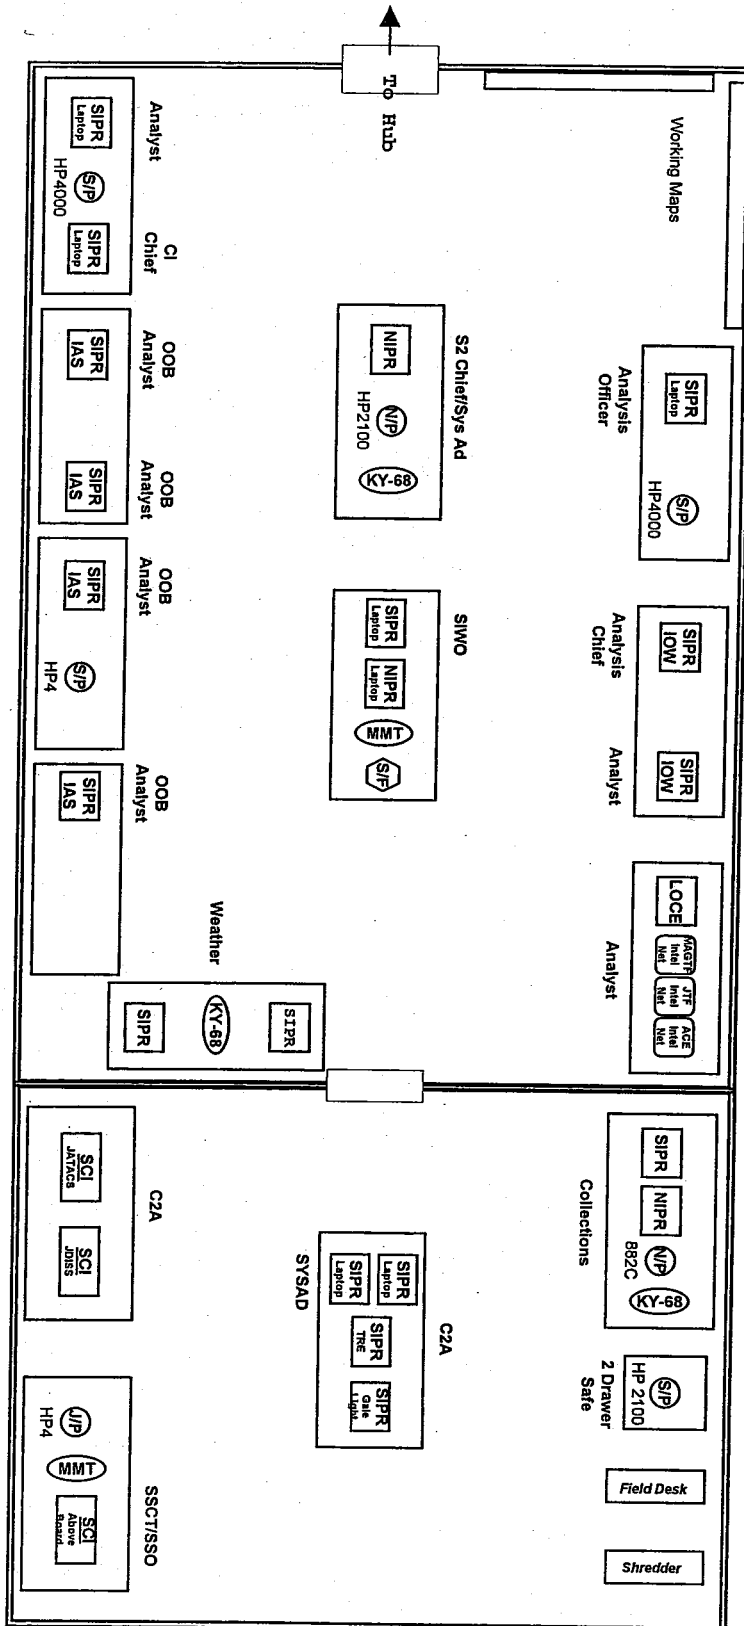 To Hub
Working Maps
Analyst
SIPR
Laptop
S/P
HP4000
CI
Chief
SIPR
Laptop
OOB
Analyst
SIPR
IAS
OOB
Analyst
SIPR
IAS
OOB
Analyst
SIPR
IAS
S/P
HP4
OOB
Analyst
SIPR
IAS
S2 Chief/Sys Ad
NIPR
N/P
HP2100
KY-68
SIWO
SIPR
Laptop
NIPR
Laptop
MMT
S/F
Analysis
Officer
SIPR
Laptop
S/P
HP4000
Analysis
Chief
SIPR
IOW
Analyst
SIPR
IOW
Analyst
LOCE
MAGTF
Intel
Net
JTF
Intel
Net
ACE
Intel
Net
Weather
SIPR
KY-68
SIPR
C2A
SCI
JATACS
SCI
JDISS
SSCT/SSO
J/P
HP4
MMT
SCI
Above
Board
C2A
SYSAD
SIPR
Laptop
SIPR
Laptop
SIPR
TRE
SIPR
Gale
Light
Collections
SIPR
NIPR
N/P
882C
KY-68
2 Drawer
Safe
S/P
HP 2100
Field Desk
Shredder